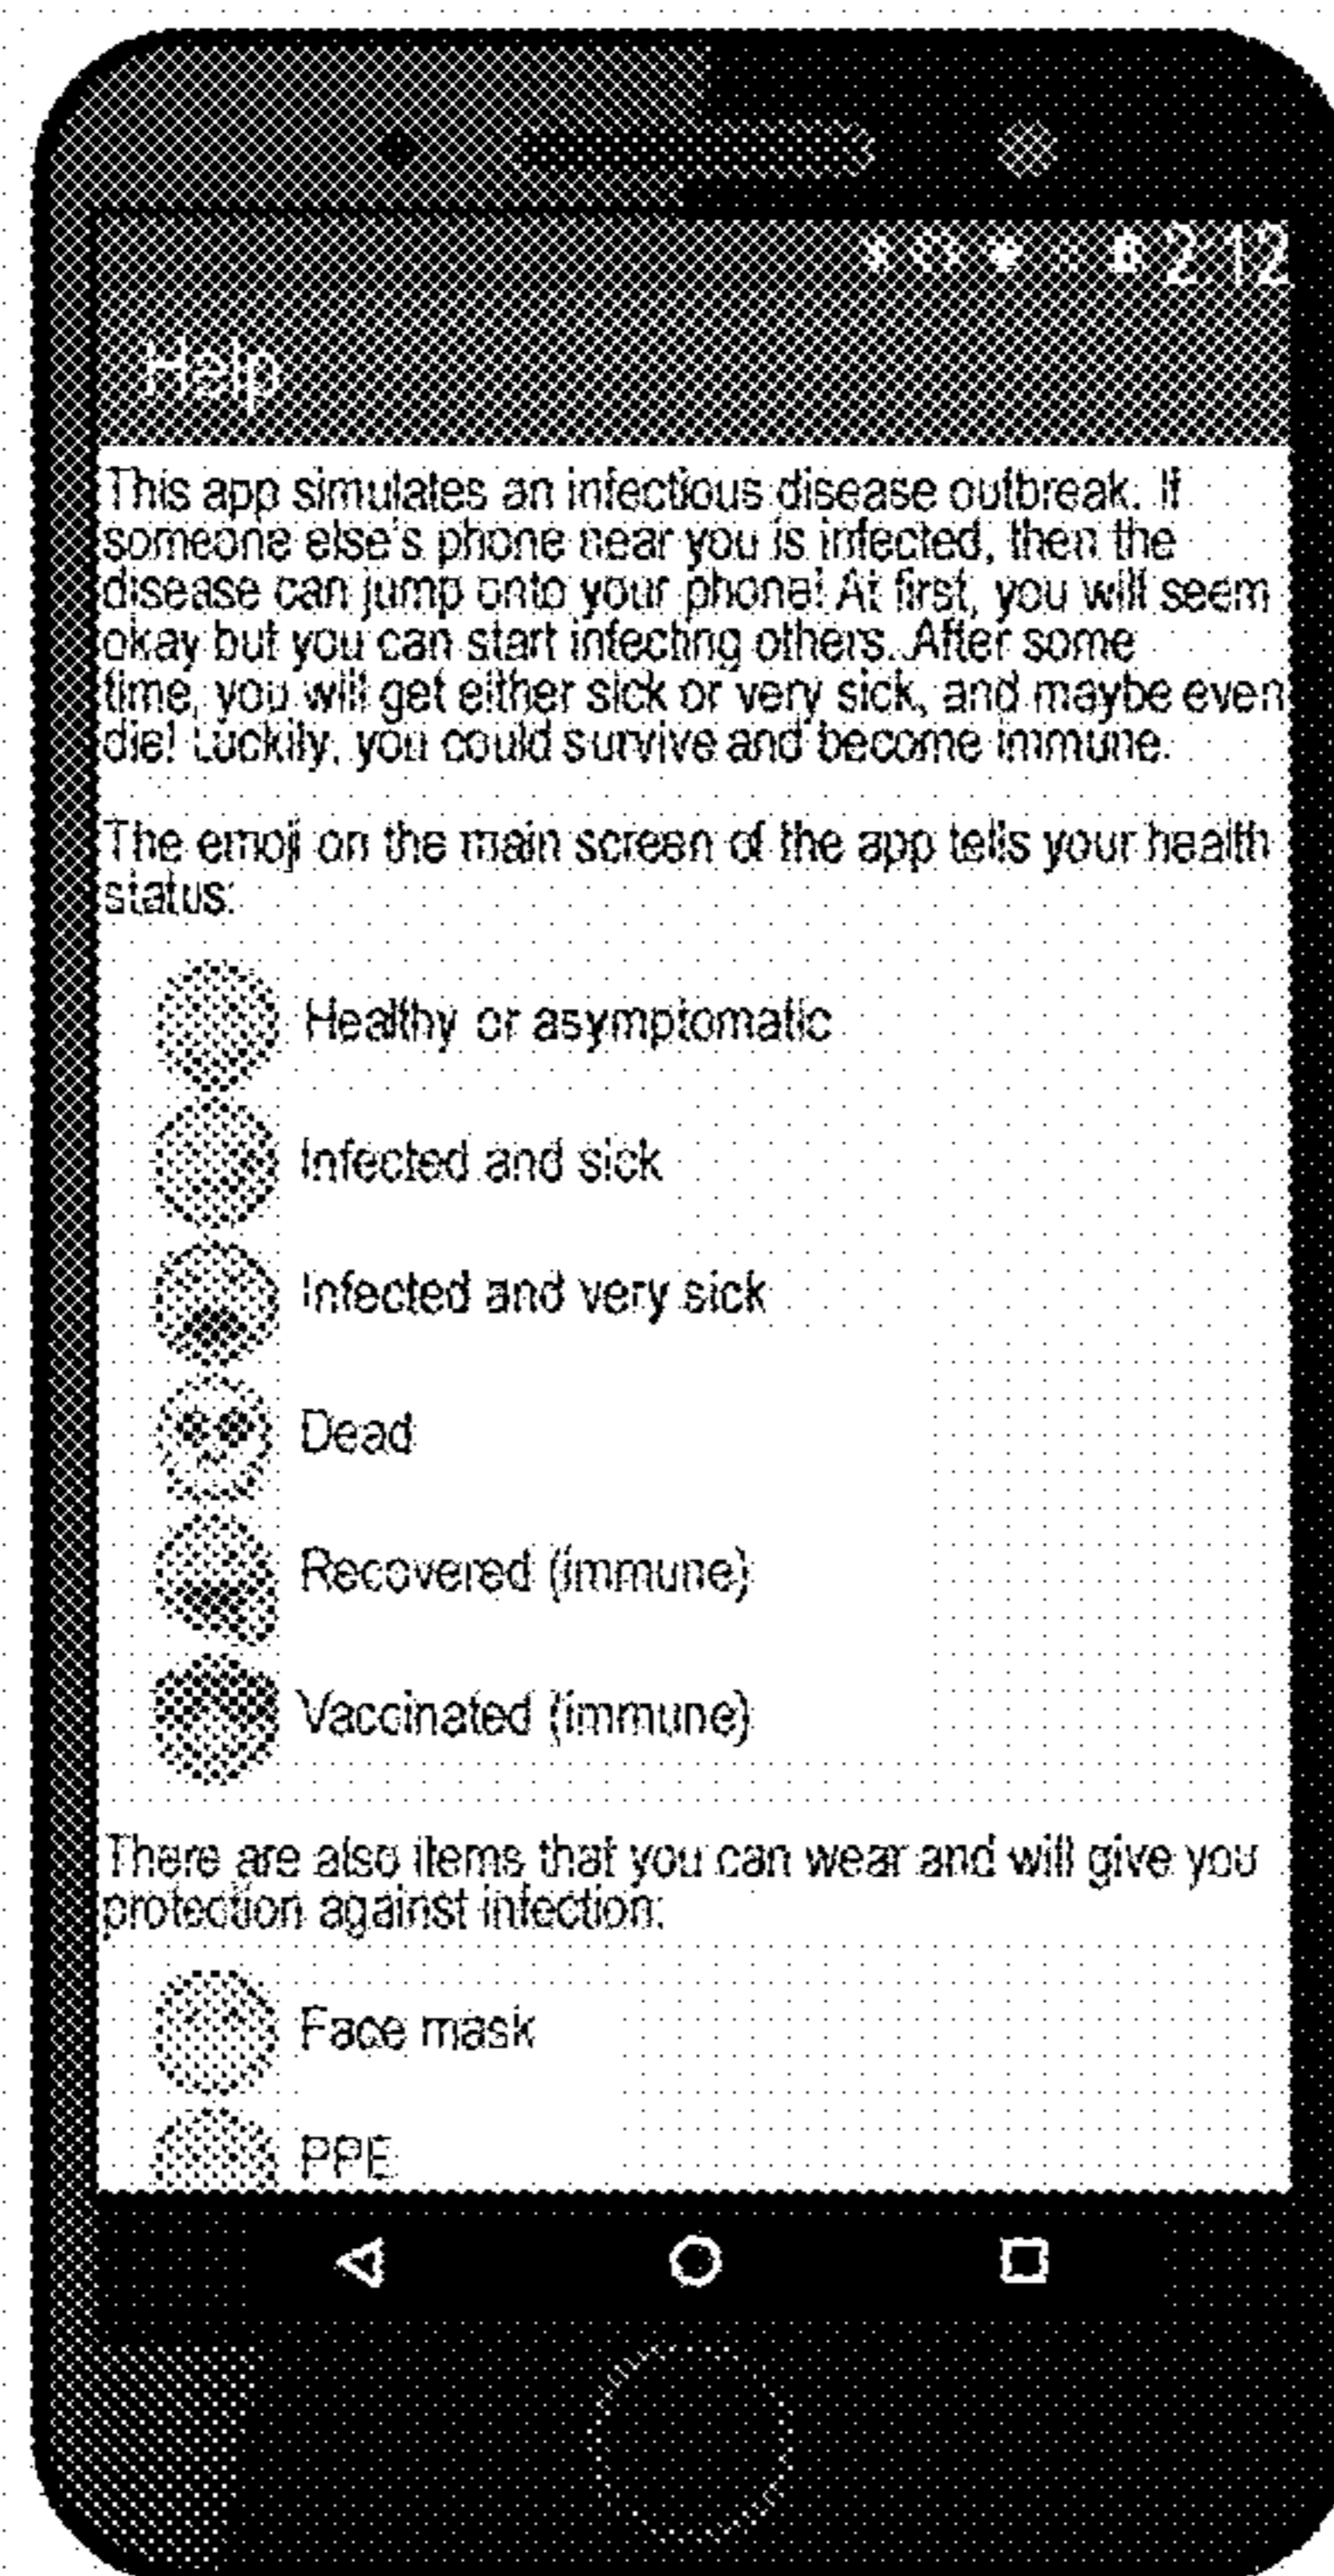 2:12
Help
This app simulates an infectious disease outbreak. If
someone else's phone near you is infected, then the
disease can jump onto your phone! At first, you will seem
okay but you can start infecting others. After some
time, you will get either sick or very sick, and maybe even
die! Luckily, you could survive and become immune.
The emoji on the main screen of the app tells your health
status:
Healthy or asymptomatic
Infected and sick
Infected and very sick
Dead
Recovered (immune)
Vaccinated (immune)
There are also items that you can wear and will give you
protection against infection:
Face mask
PPE